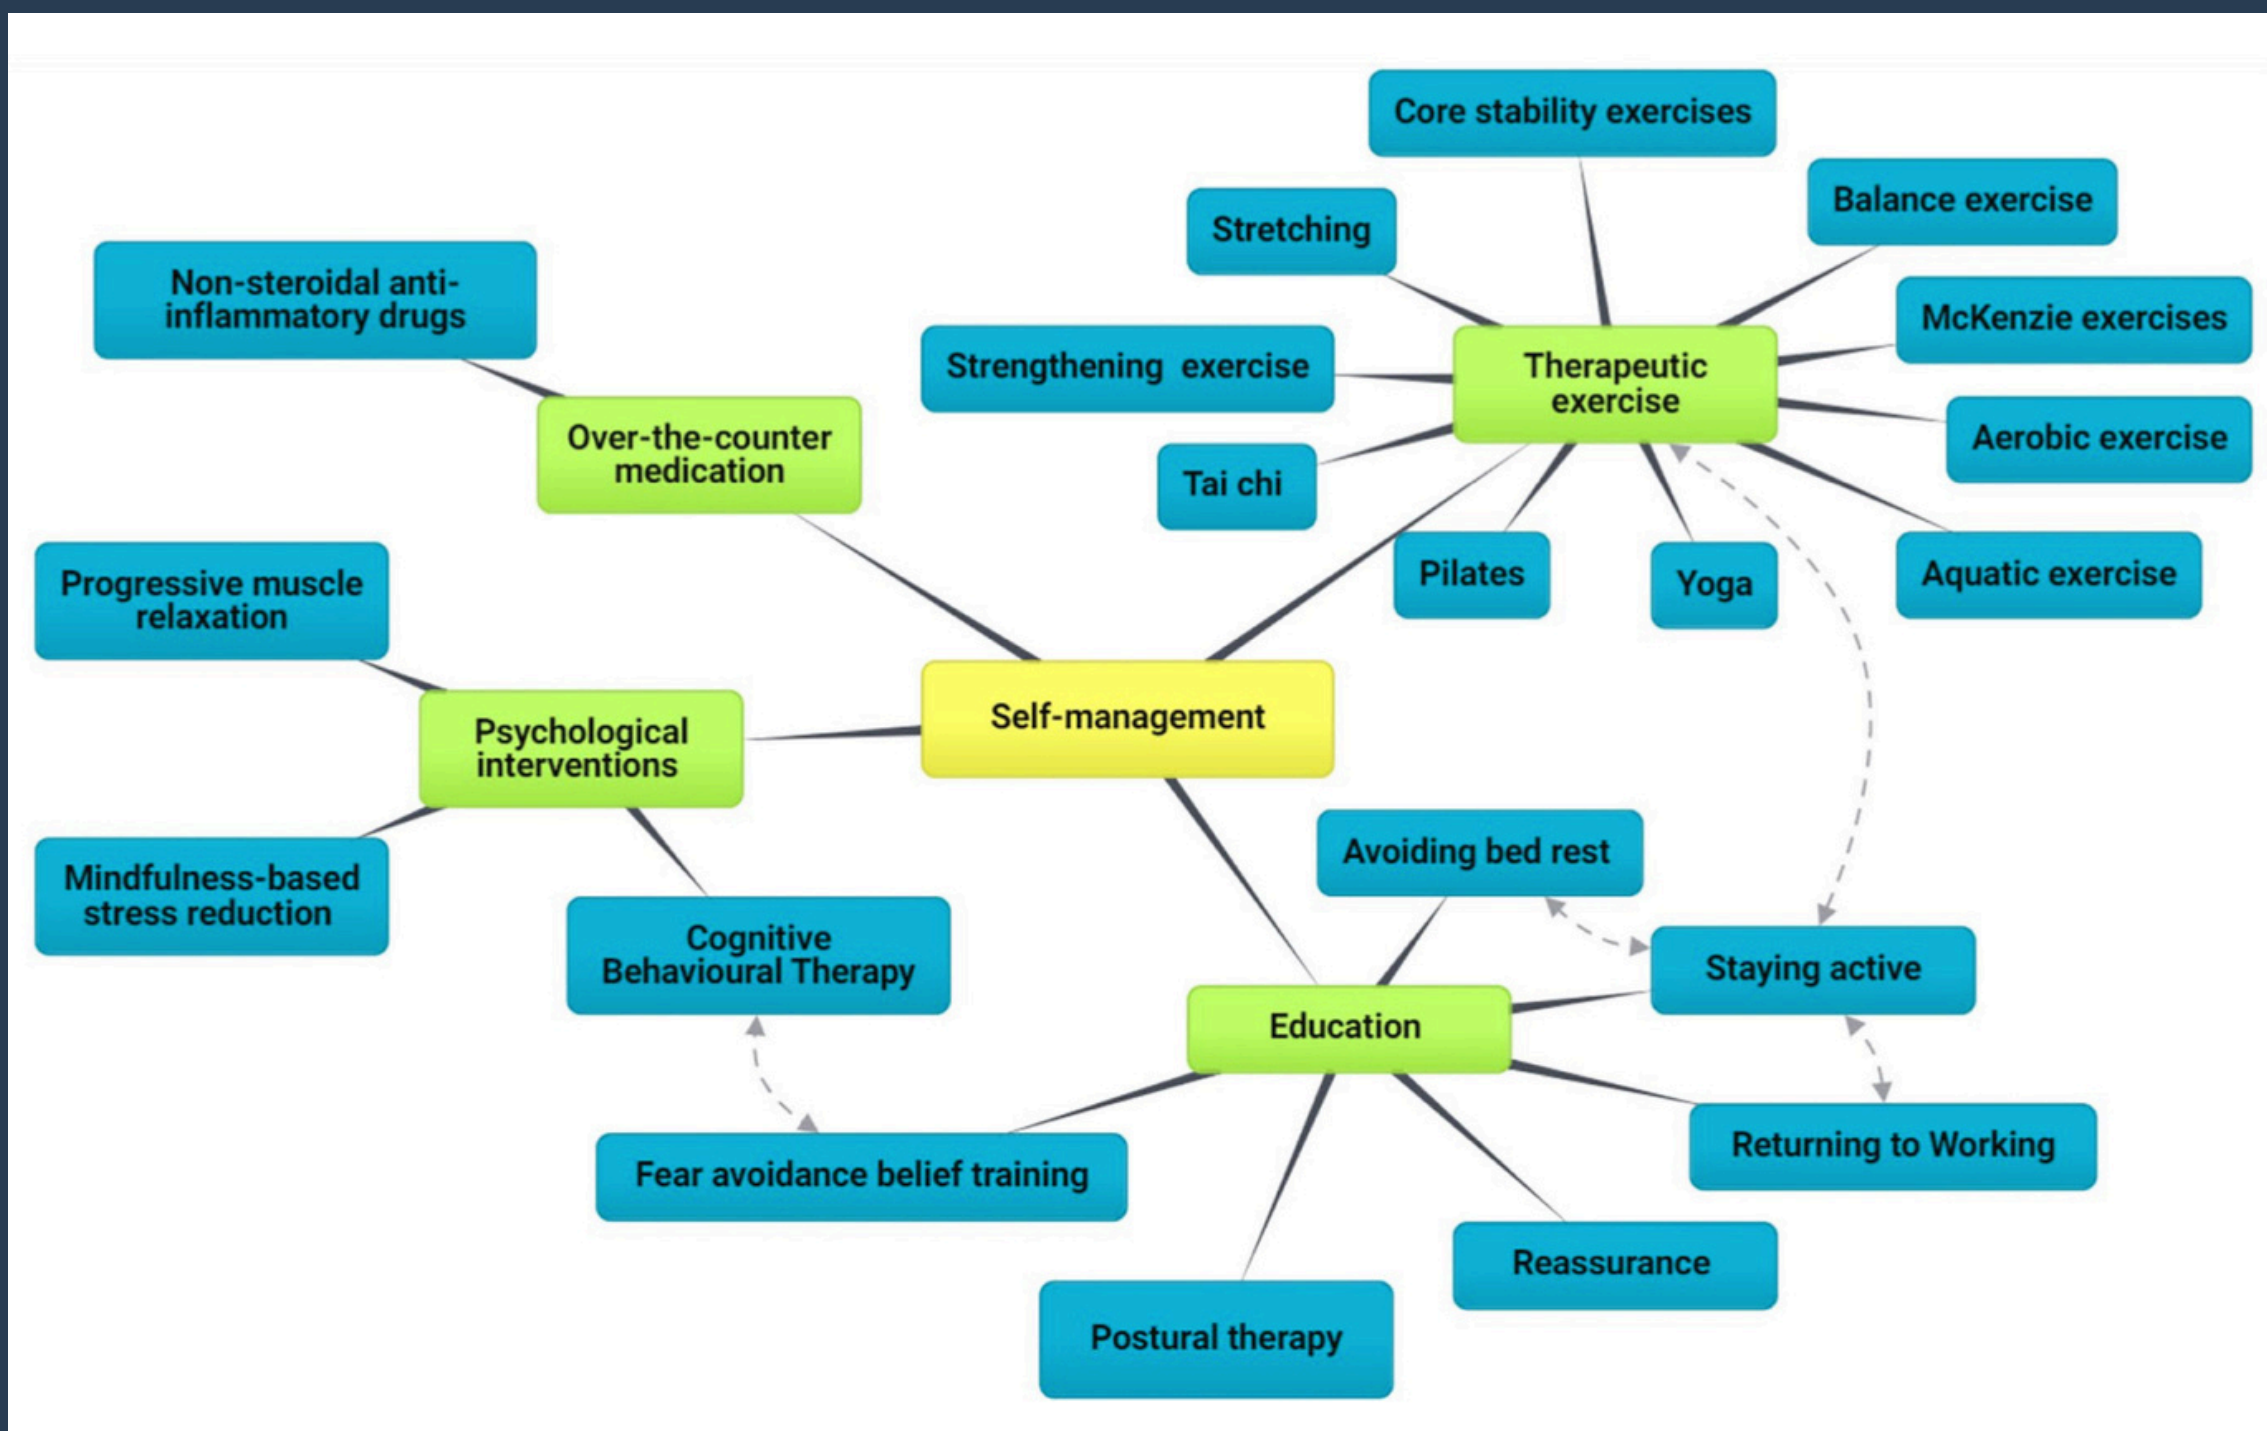 Core stability exercises
Balance exercise
Stretching
Non-steroidal anti-
inflammatory drugs
McKenzie exercises
Strengthening  exercise
Therapeutic
exercise
Over-the-counter
medication
Aerobic exercise
Tai chi
Pilates
Yoga
Aquatic exercise
Progressive muscle
relaxation
Psychological
interventions
Self-management
Mindfulness-based
stress reduction
Avoiding bed rest
Cognitive
Behavioural Therapy
Staying active
Education
Fear avoidance belief training
Returning to Working
Reassurance
Postural therapy